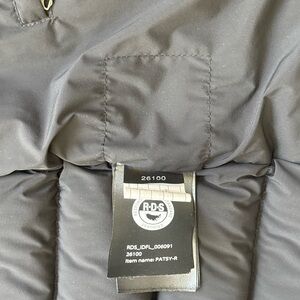 26100
R·D·S
RDS_IDFL_006091
26100
Item name: PATSY-R